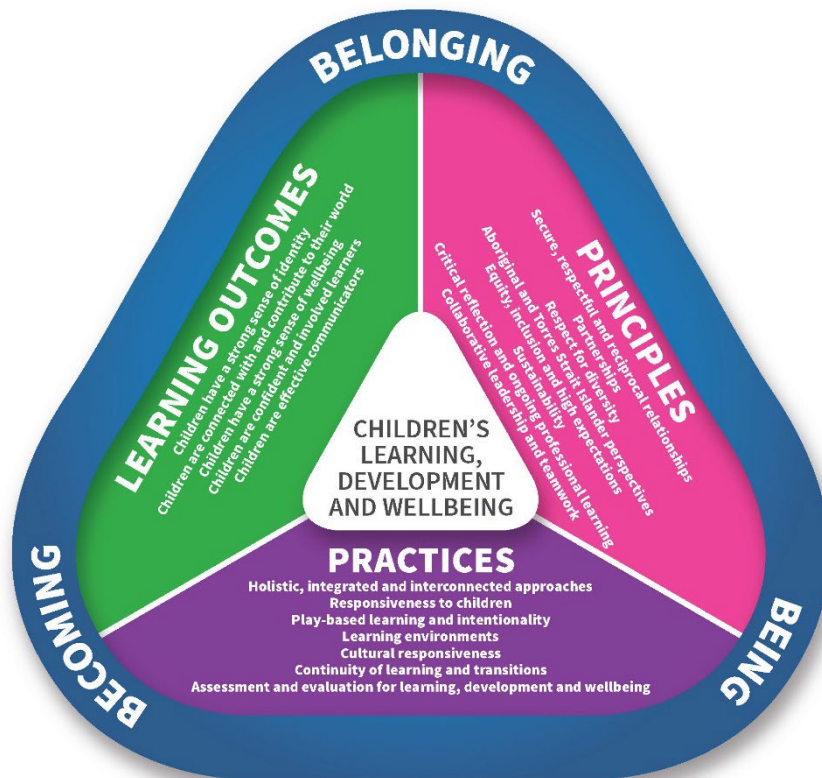 BELONGING
LEARNING OUTCOMES
Children have a strong sense of identity
Children are connected with and contribute to their world
Children have a strong sense of wellbeing
Children are confident and involved learners
Children are effective communicators
PRINCIPLES
Secure, respectful and reciprocal relationships
Partnerships
Respect for diversity
Aboriginal and Torres Strait Islander perspectives
Equity, inclusion and high expectations
Sustainability
Critical reflection and ongoing professional learning
Collaborative leadership and teamwork
CHILDREN’S
LEARNING,
DEVELOPMENT
AND WELLBEING
PRACTICES
Holistic, integrated and interconnected approaches
Responsiveness to children
Play-based learning and intentionality
Learning environments
Cultural responsiveness
Continuity of learning and transitions
Assessment and evaluation for learning, development and wellbeing
BECOMING
BEING